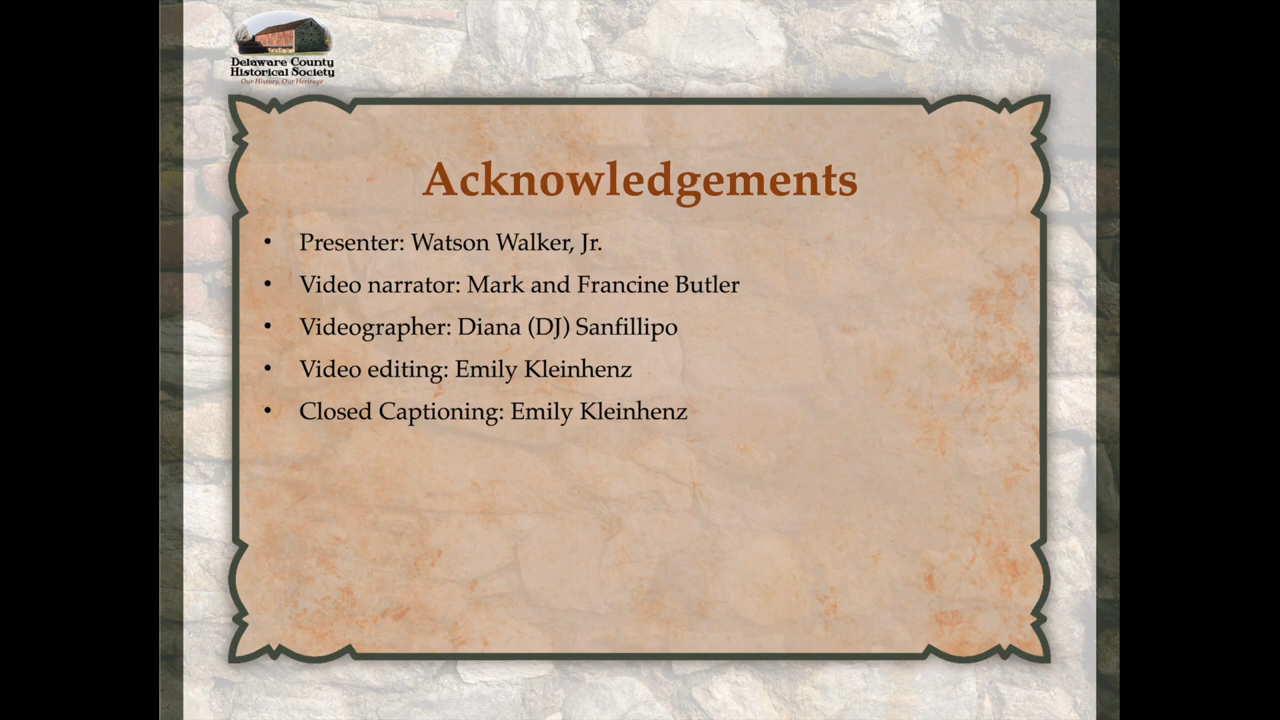 Delaware County
Historical Society
Our History, Our Heritage
Acknowledgements
• Presenter: Watson Walker, Jr.
• Video narrator: Mark and Francine Butler
• Videographer: Diana (DJ) Sanfillipo
• Video editing: Emily Kleinhenz
• Closed Captioning: Emily Kleinhenz